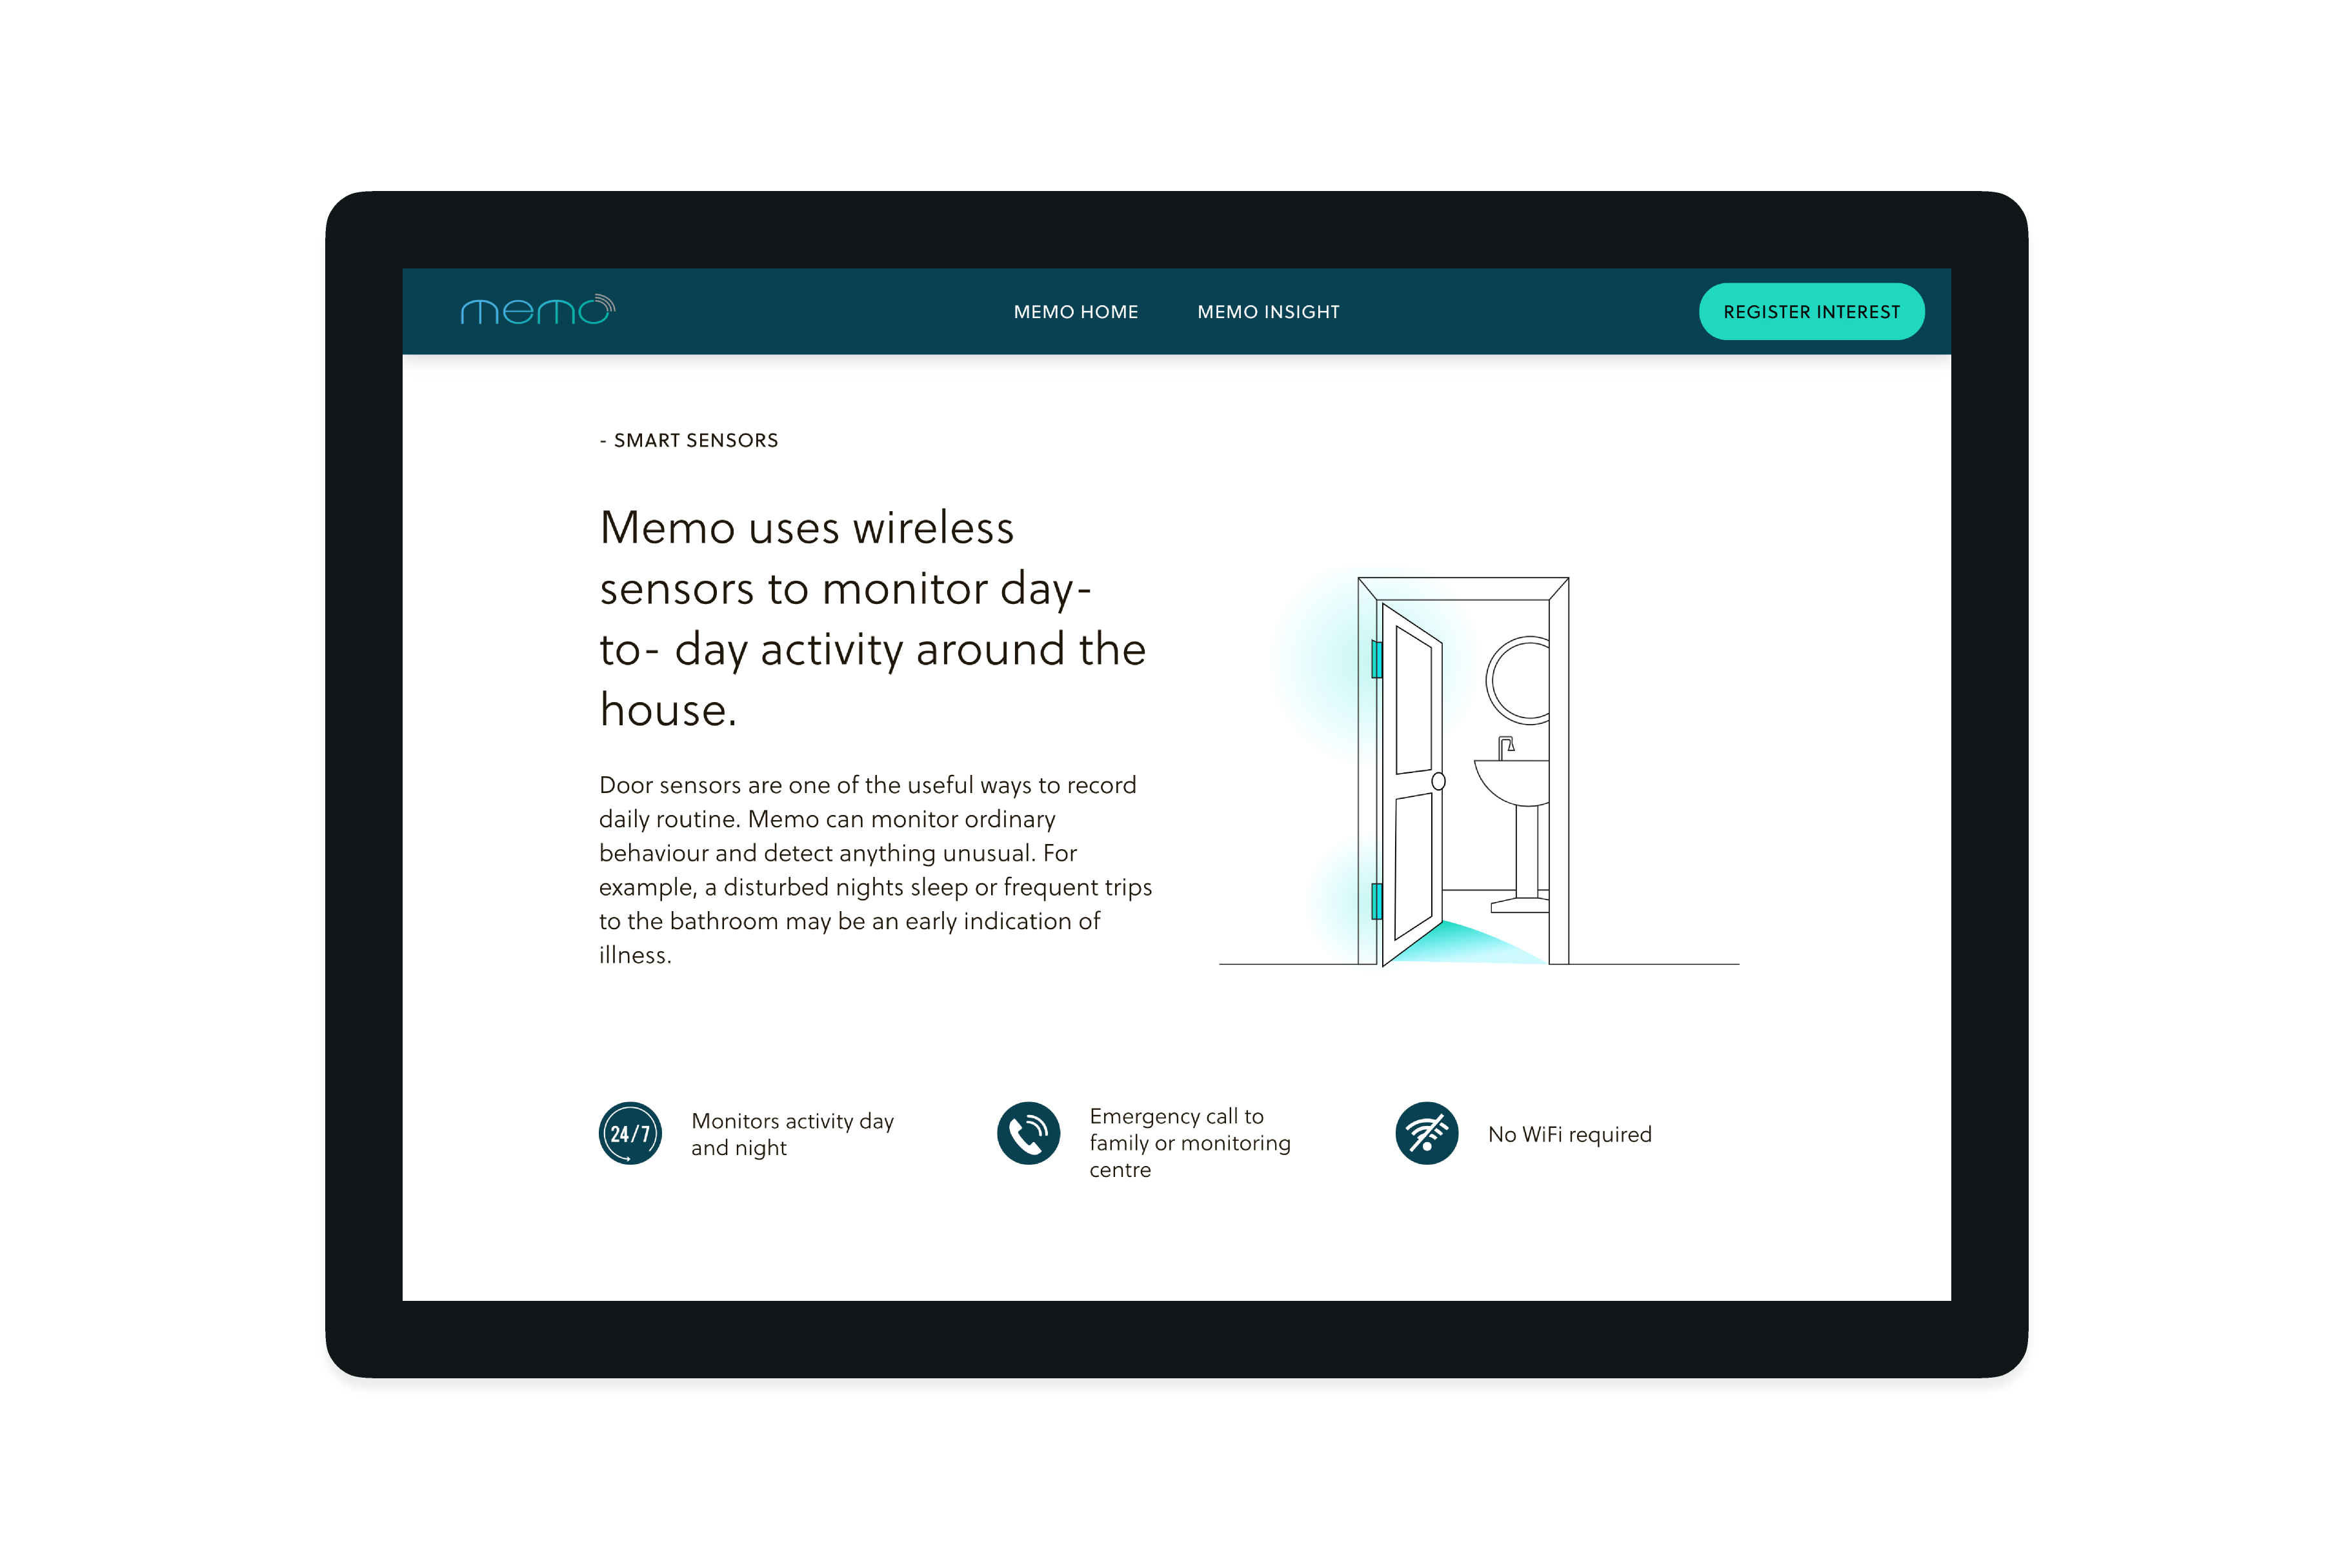 memo
MEMO HOME
MEMO INSIGHT
REGISTER INTEREST
- SMART SENSORS
Memo uses wireless
sensors to monitor day-
to- day activity around the
house.
Door sensors are one of the useful ways to record
daily routine. Memo can monitor ordinary
behaviour and detect anything unusual. For
example, a disturbed nights sleep or frequent trips
to the bathroom may be an early indication of
illness.
24/7
Monitors activity day
and night
Emergency call to
family or monitoring
centre
No WiFi required